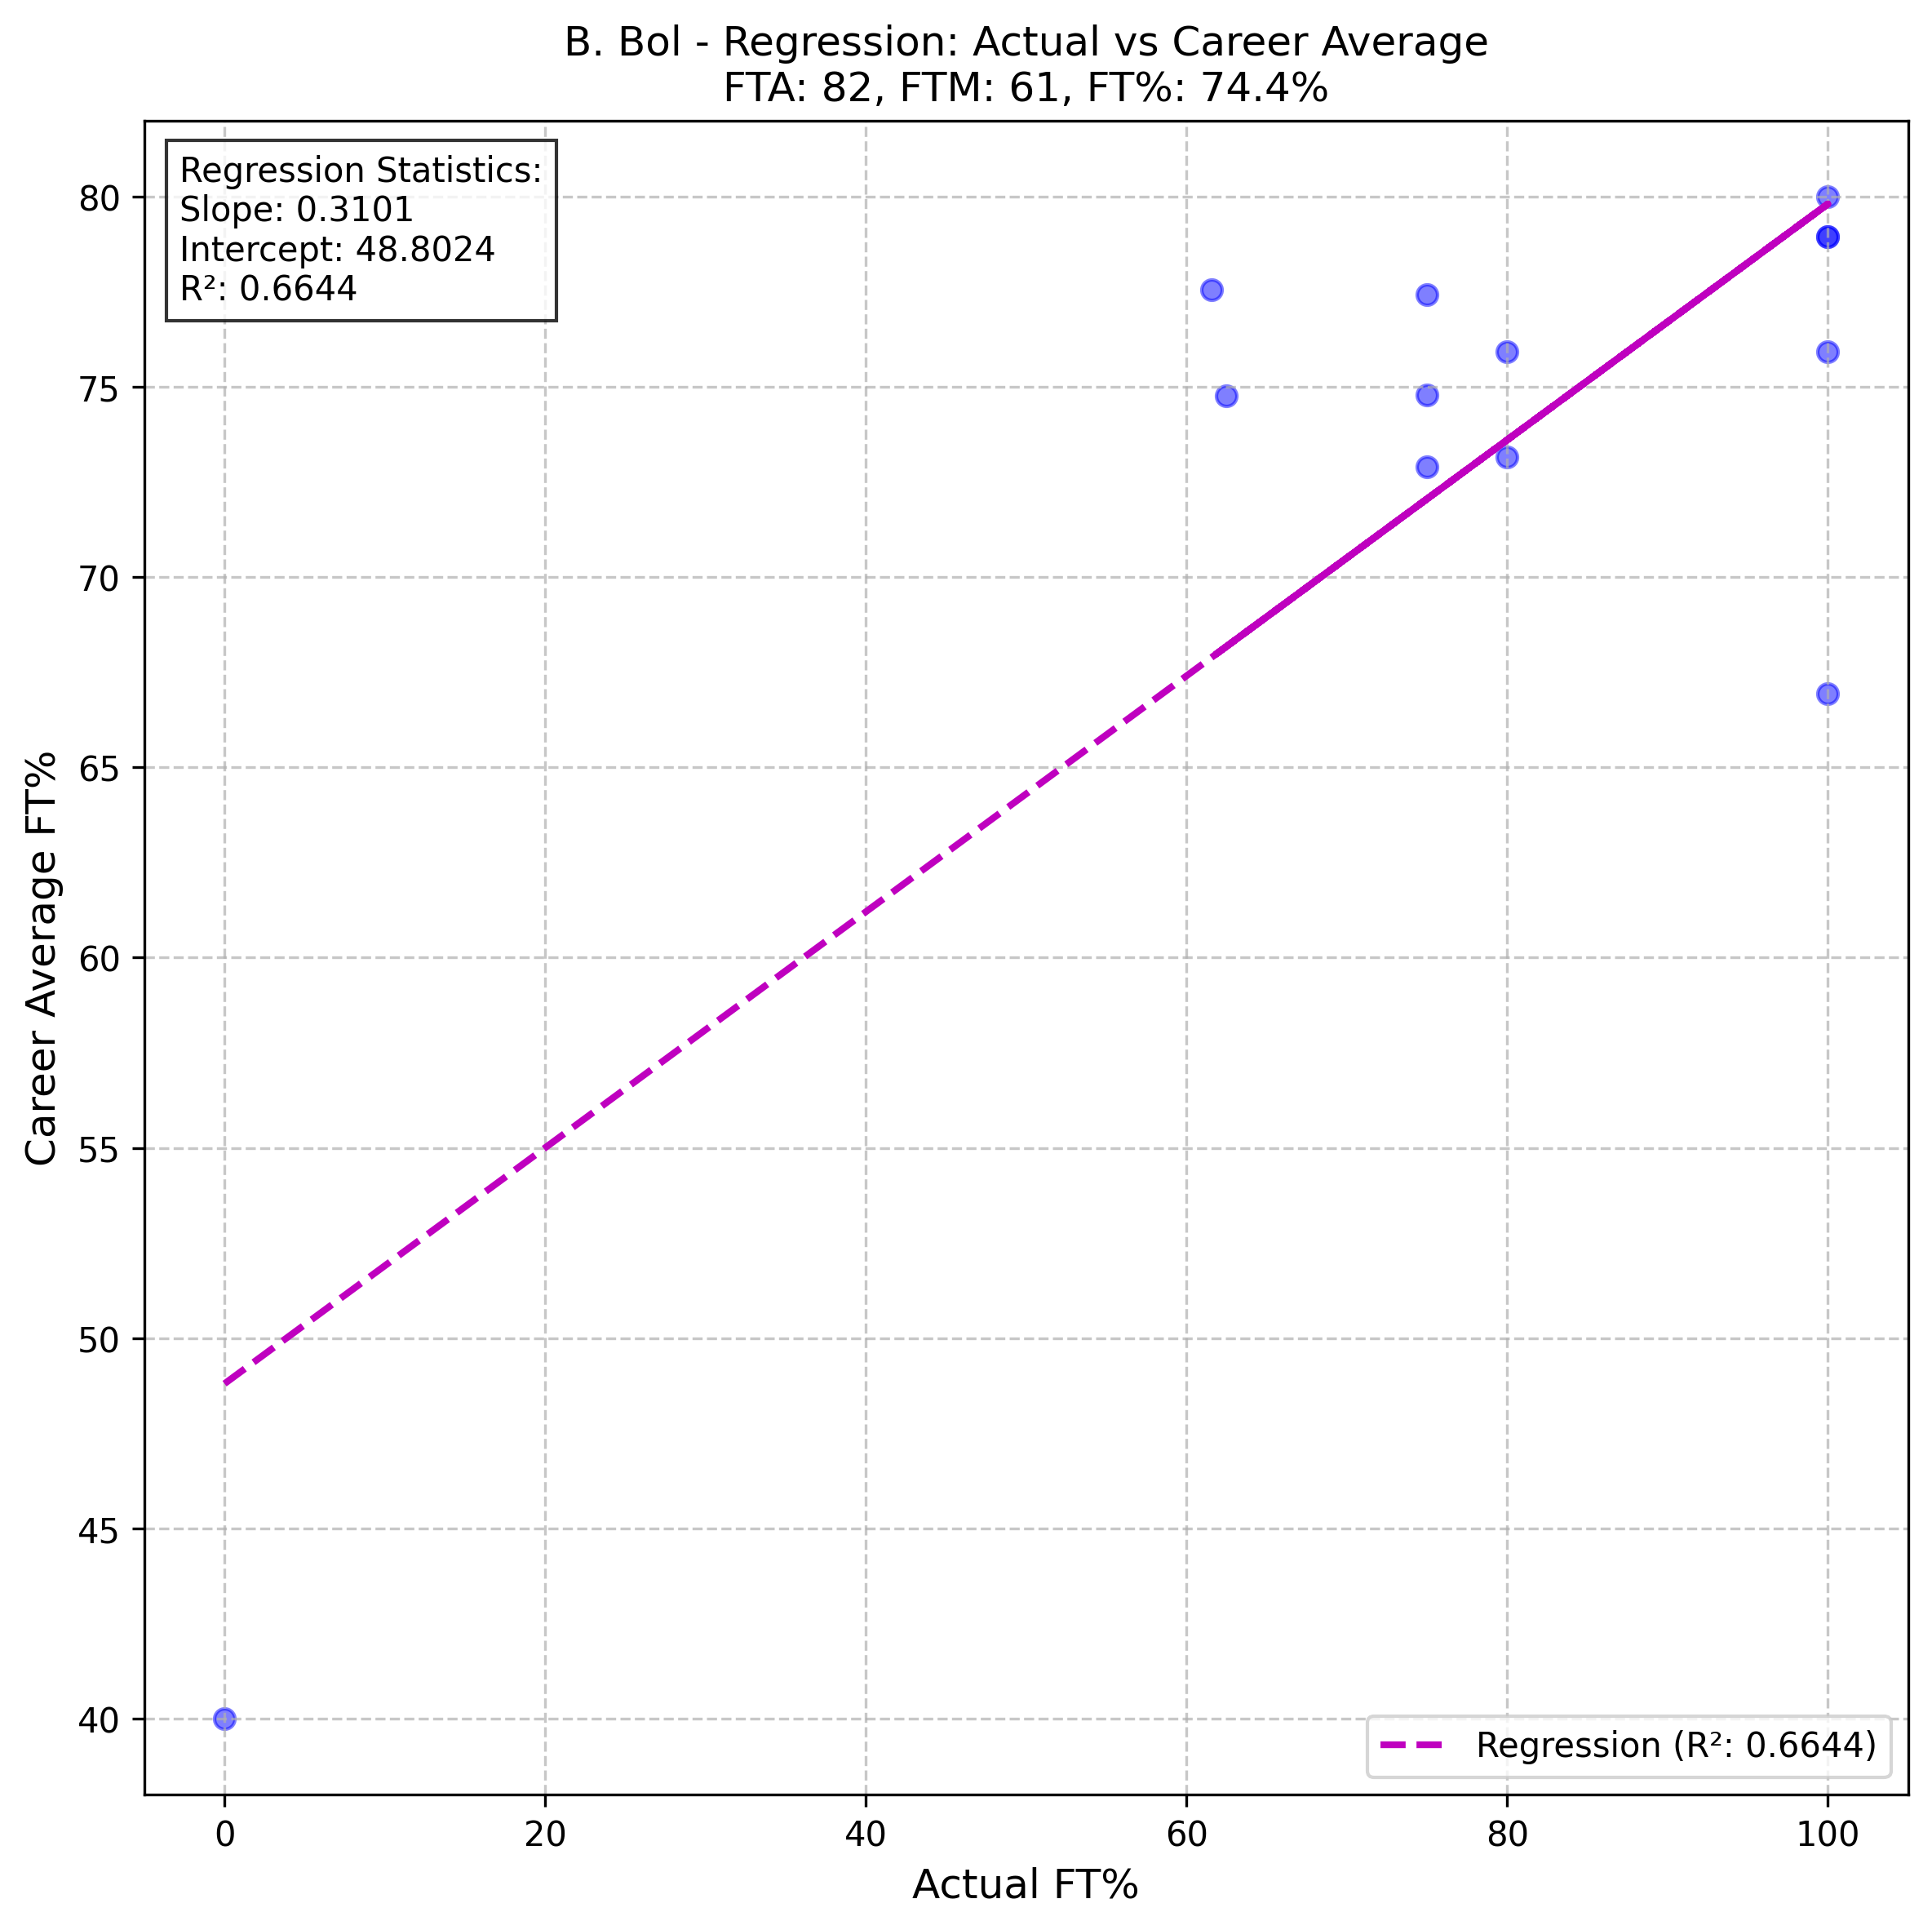 B. Bol - Regression: Actual vs Career Average
FTA: 82, FTM: 61, FT%: 74.4%
Regression Statistics:
Slope: 0.3101
Intercept: 48.8024
R²: 0.6644
80
75
70
65
60
55
50
45
40
Career Average FT%
Regression (R²: 0.6644)
0 20 40 60 80 100
Actual FT%